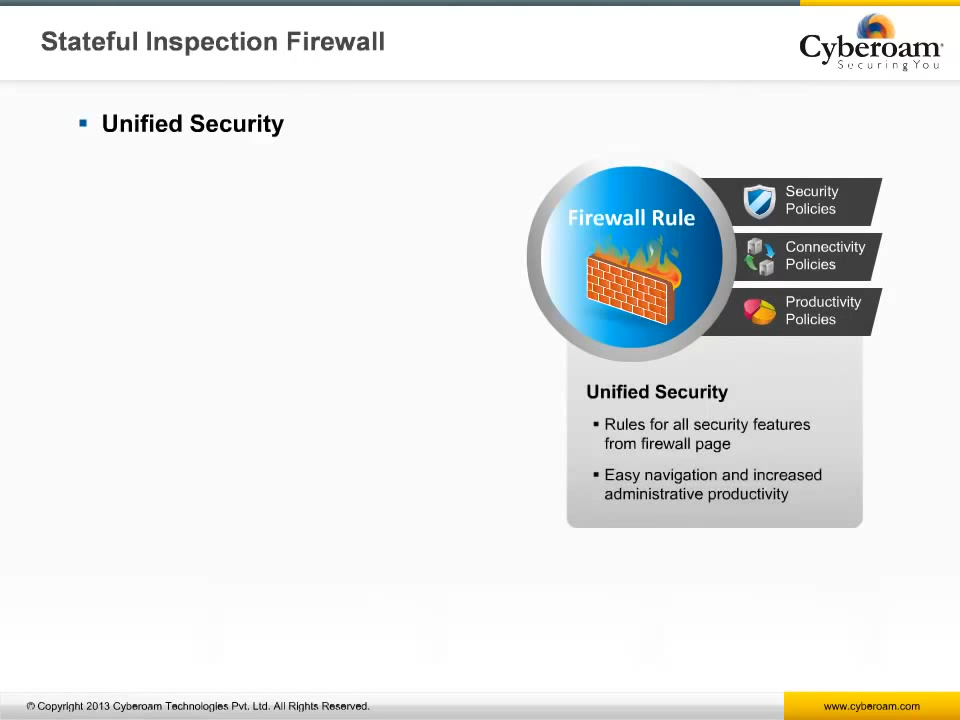 Stateful Inspection Firewall
Cyberoam
Securing You
▪ Unified Security
Firewall Rule
Security
Policies
Connectivity
Policies
Productivity
Policies
Unified Security
▪ Rules for all security features
from firewall page
▪ Easy navigation and increased
administrative productivity
© Copyright 2013 Cyberoam Technologies Pvt. Ltd. All Rights Reserved.
www.cyberoam.com